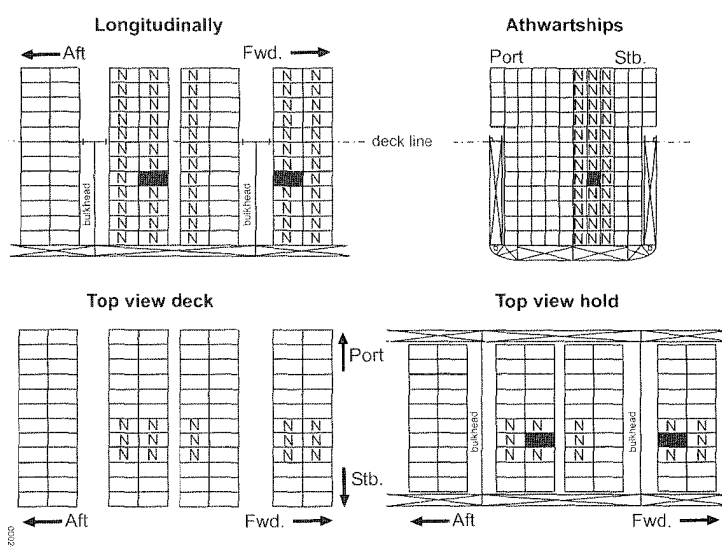 Longitudinally
Aft Fwd.
N N N N N
N N N N N
N N N N N
N N N N N
N N N N N
N N N N N
N N N N N
N N N
N N N N N
N N N N N
N N N N N
N N N N N
bulkhead
bulkhead
deck line
Athwartships
Port Stb.
N N N
N N N
N N N
N N N
N N N
N N N
N N N
N N
N N N
N N N
N N N
N N N
Top view deck
Port
N N N N N
N N N N N
N N N N N
Stb.
Aft Fwd.
Top view hold
bulkhead
bulkhead
N N N N N
N N N
N N N N N
Aft Fwd.
0002